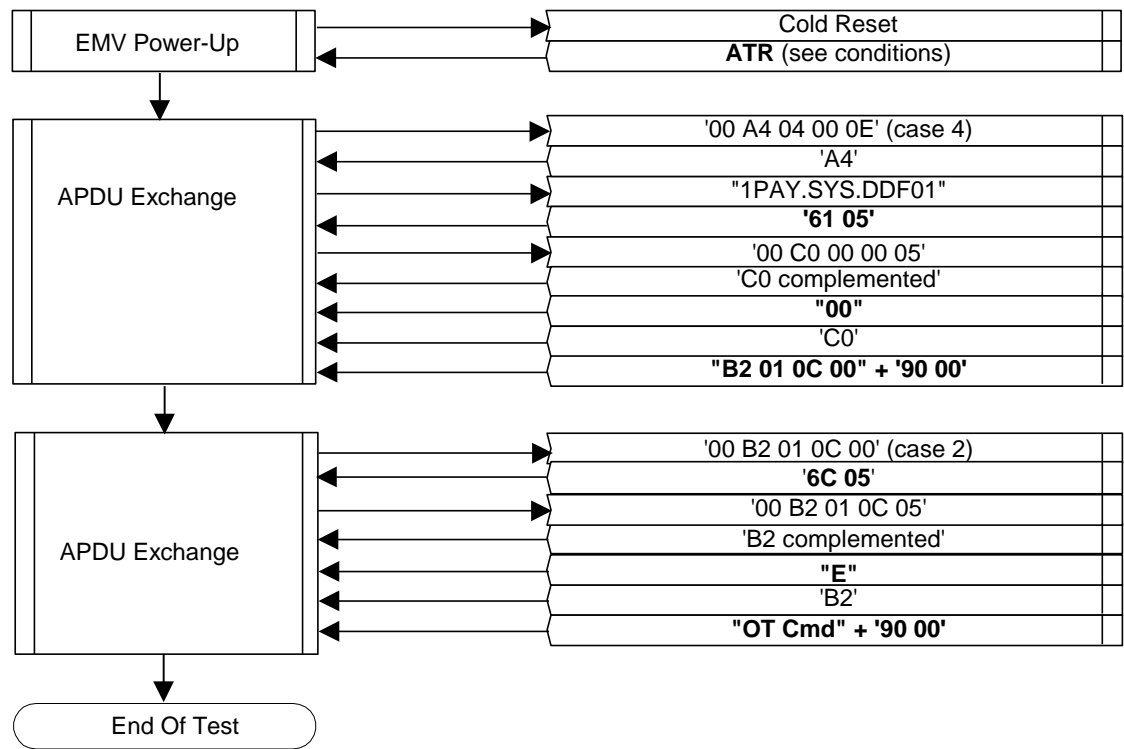 EMV Power-Up
Cold Reset
ATR (see conditions)
APDU Exchange
'00 A4 04 00 0E' (case 4)
'A4'
"1PAY.SYS.DDF01"
'61 05'
'00 C0 00 00 05'
'C0 complemented'
"00"
'C0'
"B2 01 0C 00" + '90 00'
APDU Exchange
'00 B2 01 0C 00' (case 2)
'6C 05'
'00 B2 01 0C 05'
'B2 complemented'
"E"
'B2'
"OT Cmd" + '90 00'
End Of Test